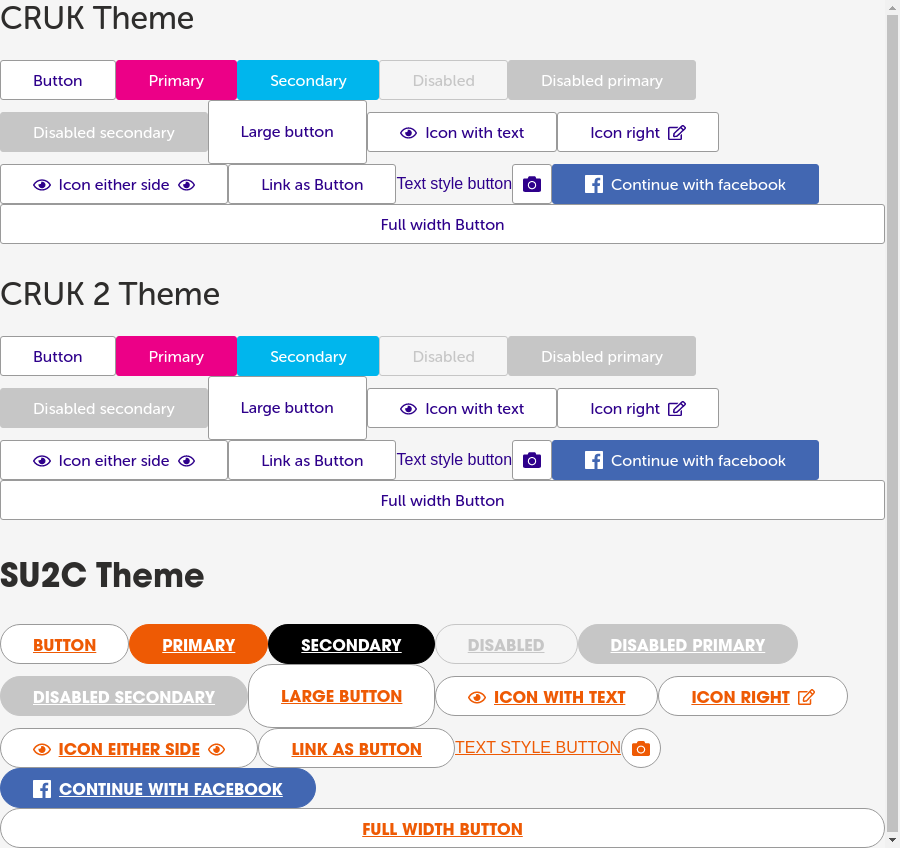 CRUK Theme
Button Primary Secondary Disabled Disabled primary
Disabled secondary Large button Icon with text Icon right
Icon either side Link as Button Text style button Continue with facebook
Full width Button
CRUK 2 Theme
Button Primary Secondary Disabled Disabled primary
Disabled secondary Large button Icon with text Icon right
Icon either side Link as Button Text style button Continue with facebook
Full width Button
SU2C Theme
BUTTON PRIMARY SECONDARY DISABLED DISABLED PRIMARY
DISABLED SECONDARY LARGE BUTTON ICON WITH TEXT ICON RIGHT
ICON EITHER SIDE LINK AS BUTTON TEXT STYLE BUTTON
CONTINUE WITH FACEBOOK
FULL WIDTH BUTTON